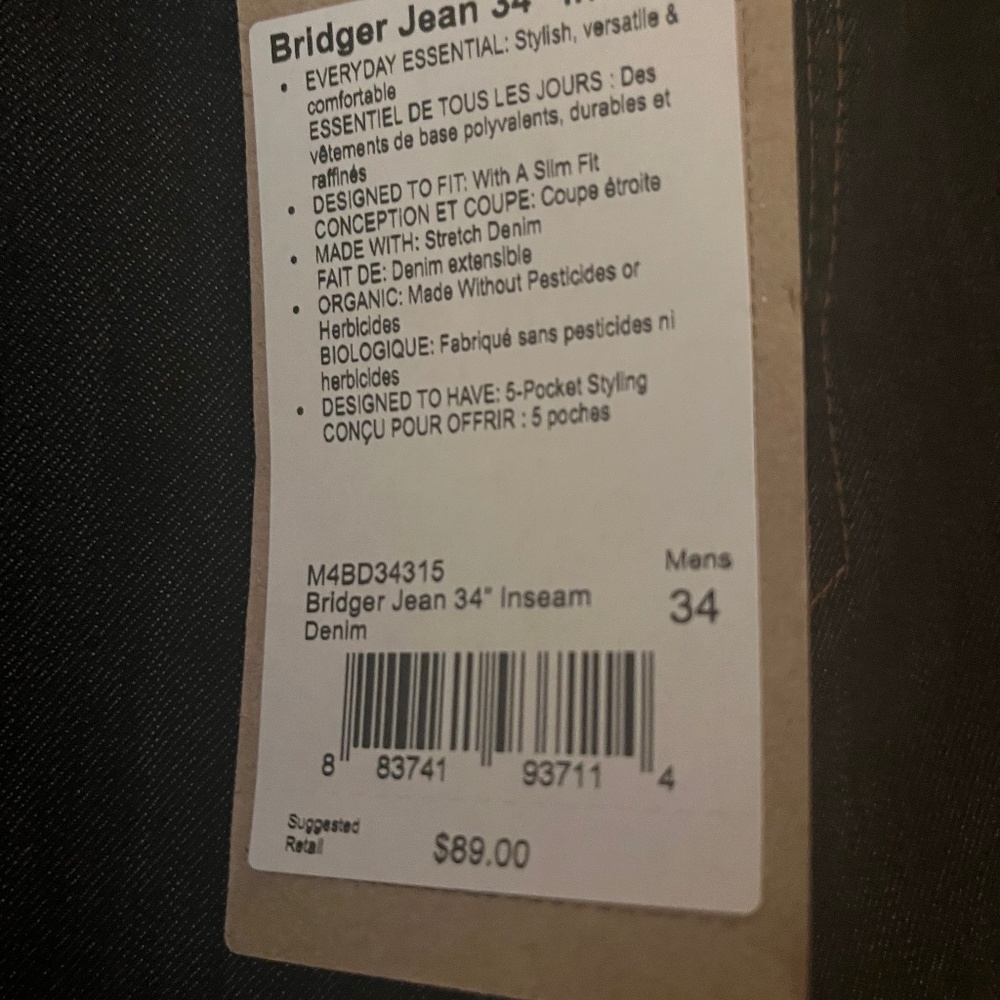 Bridger Jean 34"
• EVERYDAY ESSENTIAL: Stylish, versatile &
comfortable
ESSENTIEL DE TOUS LES JOURS : Des
vêtements de base polyvalents, durables et
raffinés
• DESIGNED TO FIT: With A Slim Fit
CONCEPTION ET COUPE: Coupe étroite
• MADE WITH: Stretch Denim
FAIT DE: Denim extensible
• ORGANIC: Made Without Pesticides or
Herbicides
BIOLOGIQUE: Fabriqué sans pesticides ni
herbicides
• DESIGNED TO HAVE: 5-Pocket Styling
CONÇU POUR OFFRIR : 5 poches
M4BD34315
Bridger Jean 34" Inseam
Denim
Mens
34
8 83741 93711 4
Suggested
Retail
$89.00